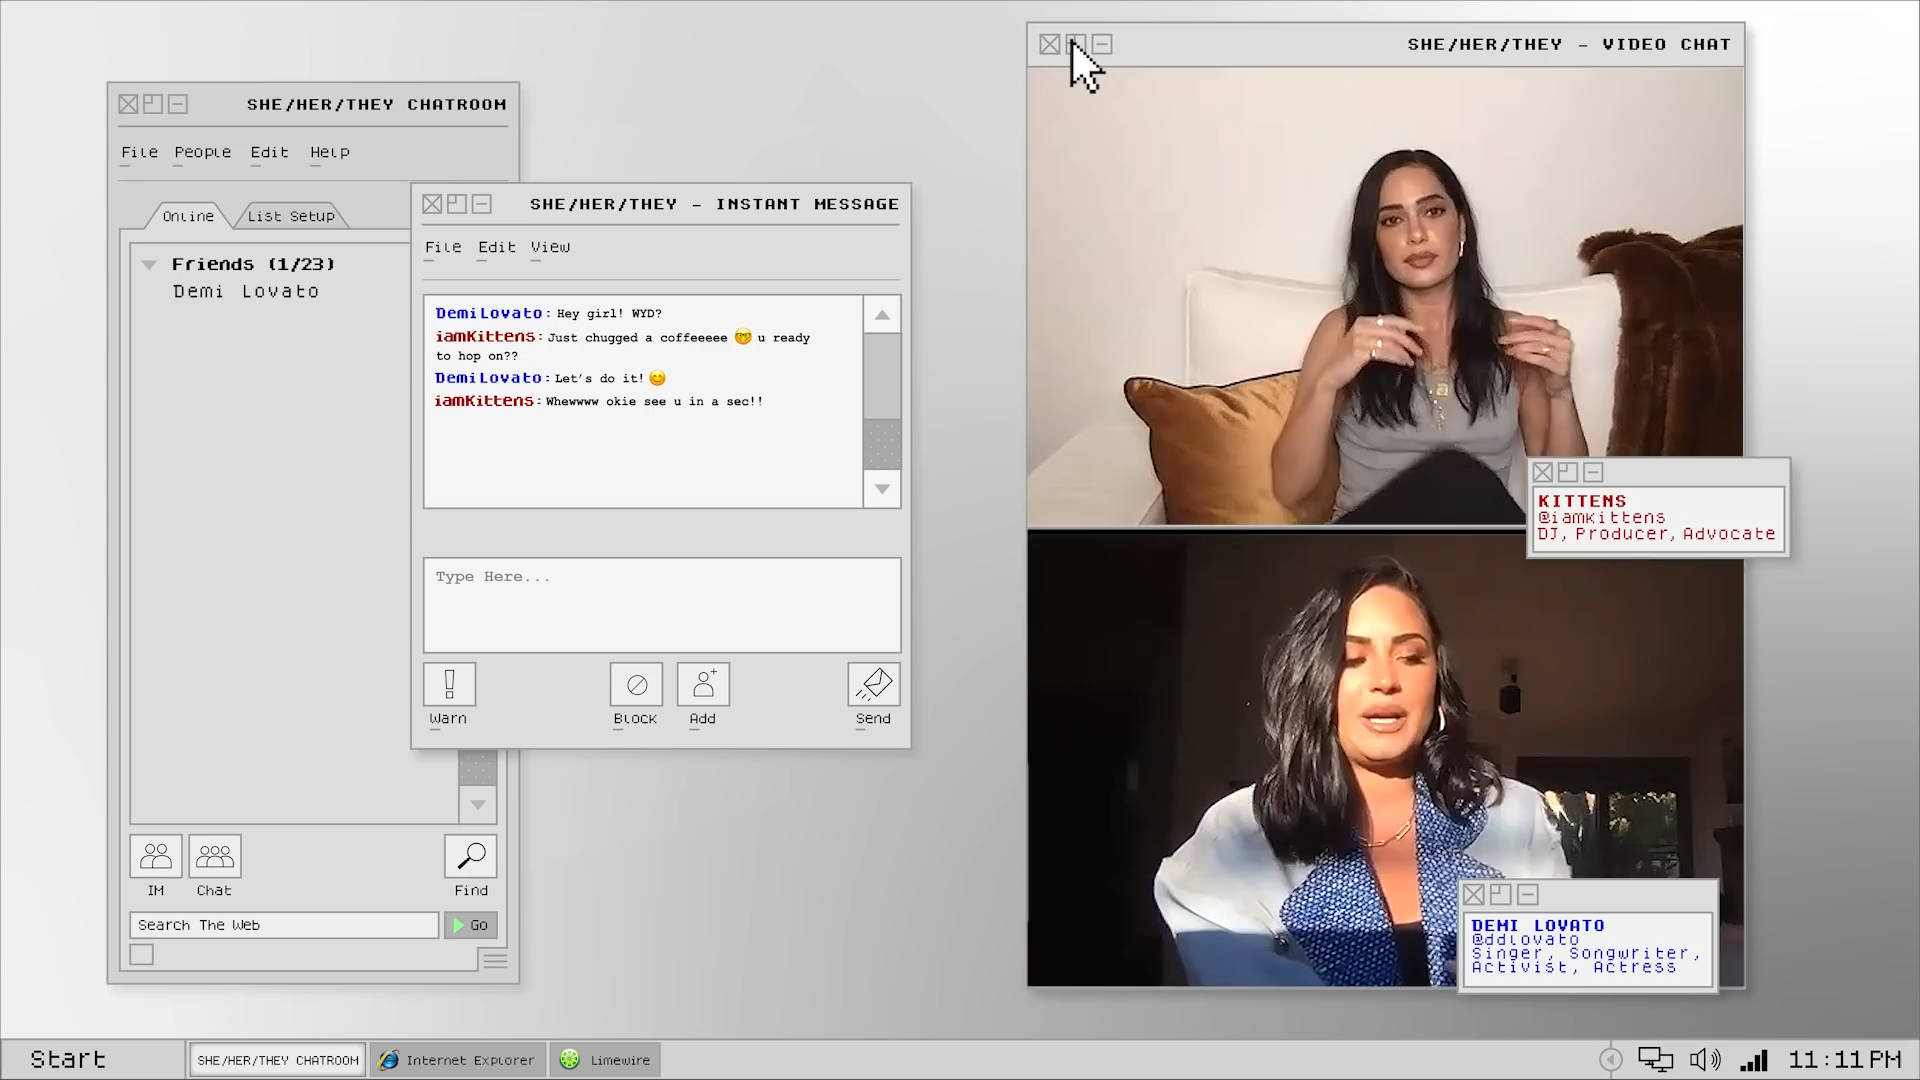 SHE/HER/THEY CHATROOM
File People Edit Help
Online List Setup
Friends (1/23)
Demi Lovato
IM Chat Find
Search The Web Go
SHE/HER/THEY - INSTANT MESSAGE
File Edit View
DemiLovato: Hey girl! WYD?
iamKittens: Just chugged a coffeeeee 🤓 u ready
to hop on??
DemiLovato: Let's do it! 😊
iamKittens: Whewwww okie see u in a sec!!
Type Here...
Warn Block Add Send
SHE/HER/THEY - VIDEO CHAT
KITTENS
@iamkittens
DJ, Producer, Advocate
DEMI LOVATO
@ddlovato
Singer, Songwriter,
Activist, Actress
Start SHE/HER/THEY CHATROOM Internet Explorer Limewire 11:11 PM